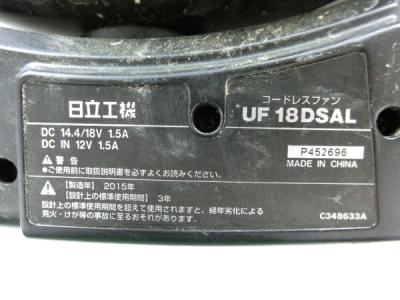 日立工機
コードレスファン
UF 18DSAL
DC 14.4/18V 1.5A
DC IN 12V 1.5A
P452696
MADE IN CHINA
⚠警告
●ご使用前に取扱説明書を必ずよくお読みください。
⚠【製造年】2015年
【設計上の標準使用期間】3年
設計上の標準使用期間を超えて使用されますと、経年劣化による
発火・けが等の事故に至るおそれがあります。
C348633A